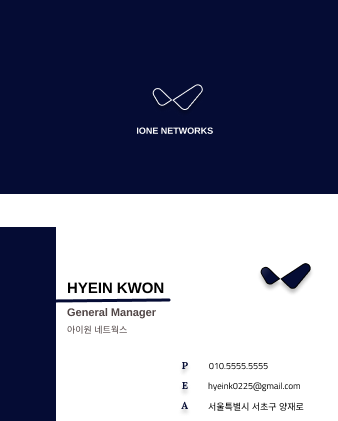 IONE NETWORKS
HYEIN KWON
General Manager
아이원 네트웍스
P 010.5555.5555
E hyeink0225@gmail.com
A 서울특별시 서초구 양재로